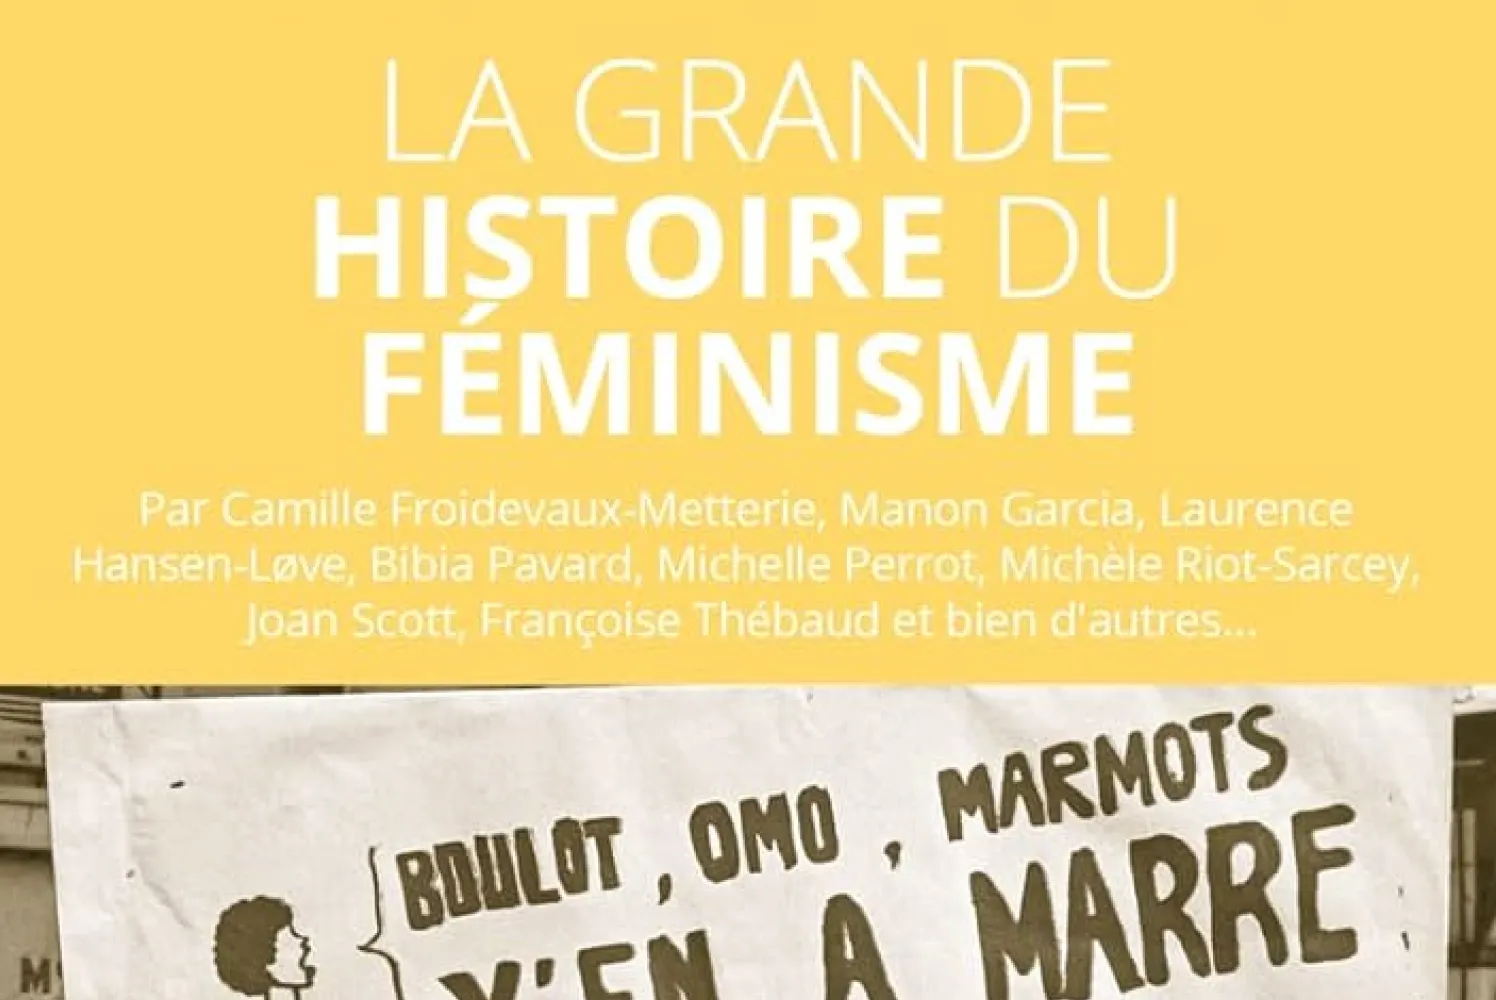 LA GRANDE
HISTOIRE DU
FÉMINISME
Par Camille Froidevaux-Metterie, Manon Garcia, Laurence
Hansen-Løve, Bibia Pavard, Michelle Perrot, Michèle Riot-Sarcey,
Joan Scott, Françoise Thébaud et bien d'autres...
BOULOT, OMO, MARMOTS
Y'EN A MARRE